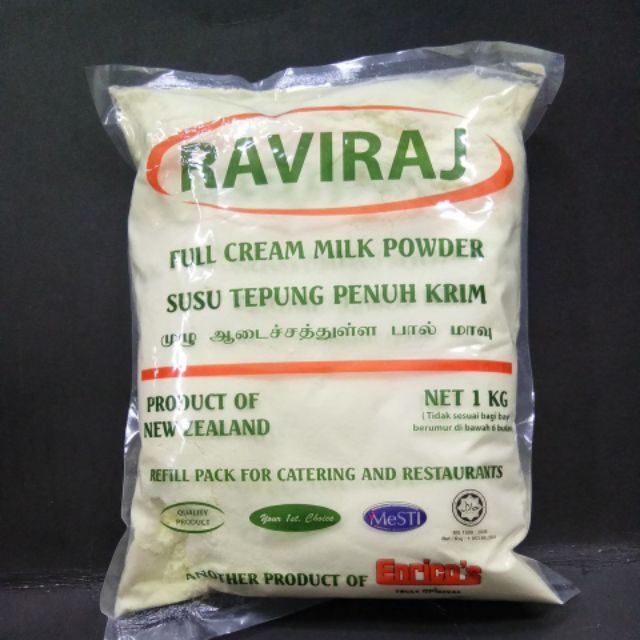 RAVIRAJ
FULL CREAM MILK POWDER
SUSU TEPUNG PENUH KRIM
முழு ஆடைச்சத்துள்ள பால் மாவு
PRODUCT OF
NEW ZEALAND
NET 1 KG
( Tidak sesuai bagi bay
berumur di bawah 6 bulan
REFILL PACK FOR CATERING AND RESTAURANTS
QUALITY
PRODUCT
Your 1st. Choice
MeSTI
ANOTHER PRODUCT OF Enrico's